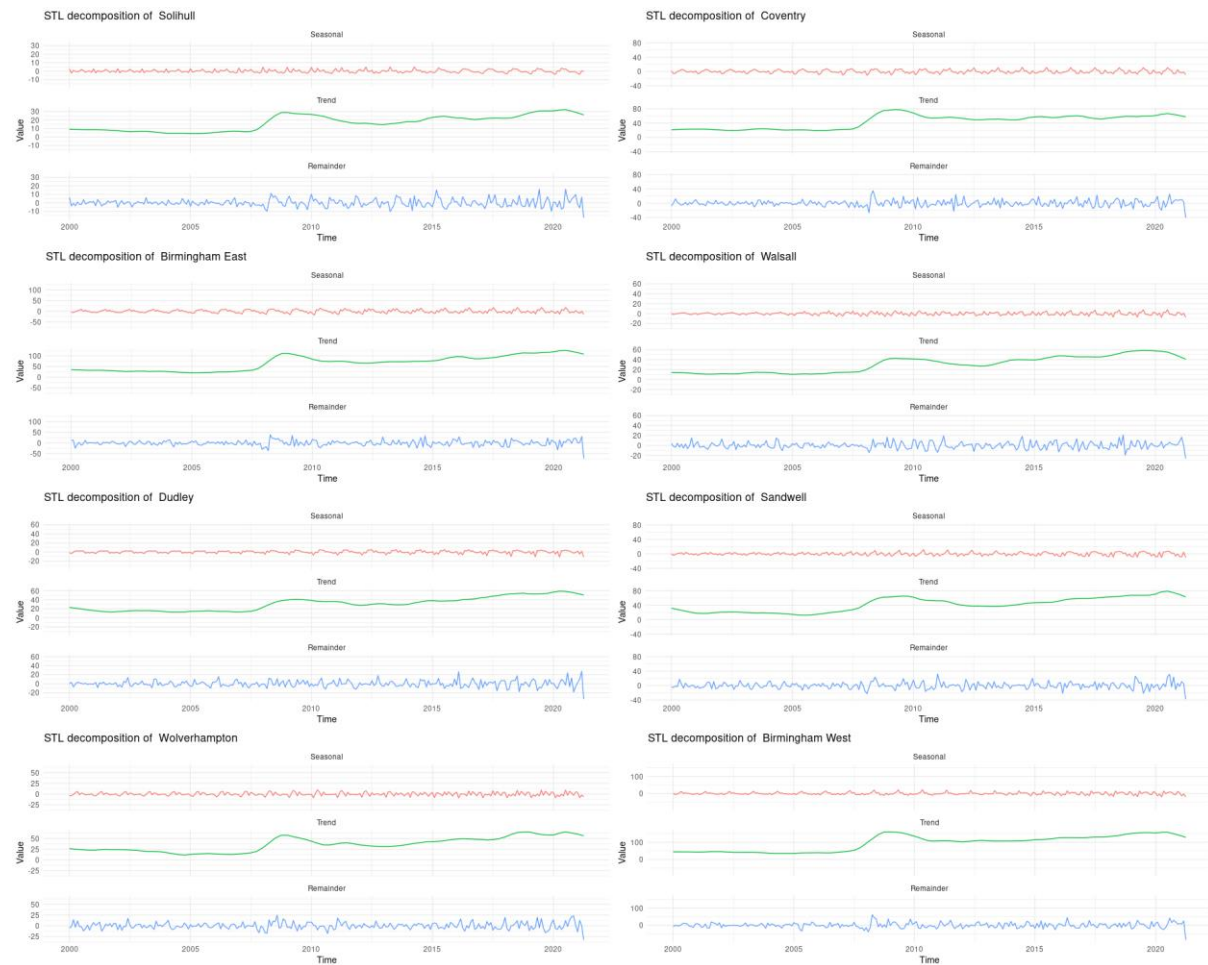 STL decomposition of Solihull
Seasonal
30
20
10
0
-10
Trend
30
20
10
0
-10
Value
Remainder
30
20
10
0
-10
2000 2005 2010 2015 2020
Time
STL decomposition of Coventry
Seasonal
80
40
0
-40
Trend
80
40
0
-40
Value
Remainder
80
40
0
-40
2000 2005 2010 2015 2020
Time
STL decomposition of Birmingham East
Seasonal
100
50
0
-50
Trend
100
50
0
-50
Value
Remainder
100
50
0
-50
2000 2005 2010 2015 2020
Time
STL decomposition of Walsall
Seasonal
60
40
20
0
-20
Trend
60
40
20
0
-20
Value
Remainder
60
40
20
0
-20
2000 2005 2010 2015 2020
Time
STL decomposition of Dudley
Seasonal
60
40
20
0
-20
Trend
60
40
20
0
-20
Value
Remainder
60
40
20
0
-20
2000 2005 2010 2015 2020
Time
STL decomposition of Sandwell
Seasonal
80
40
0
-40
Trend
80
40
0
-40
Value
Remainder
80
40
0
-40
2000 2005 2010 2015 2020
Time
STL decomposition of Wolverhampton
Seasonal
50
25
0
-25
Trend
50
25
0
-25
Value
Remainder
50
25
0
-25
2000 2005 2010 2015 2020
Time
STL decomposition of Birmingham West
Seasonal
100
0
Trend
100
0
Value
Remainder
100
0
2000 2005 2010 2015 2020
Time